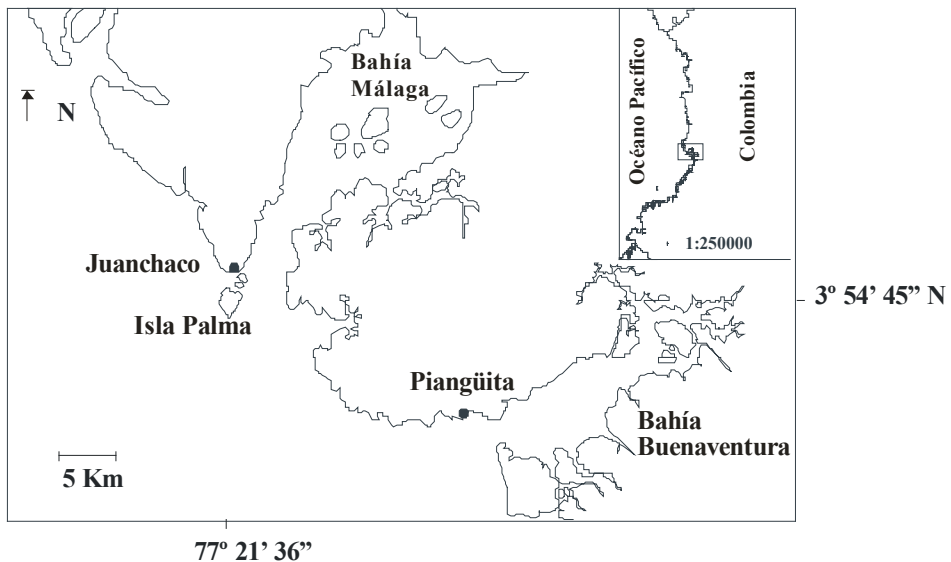 Bahía
Málaga
N
Océano Pacífico
Colombia
1:250000
Juanchaco
Isla Palma
3º 54’ 45” N
Piangüita
Bahía
Buenaventura
5 Km
77º 21’ 36”